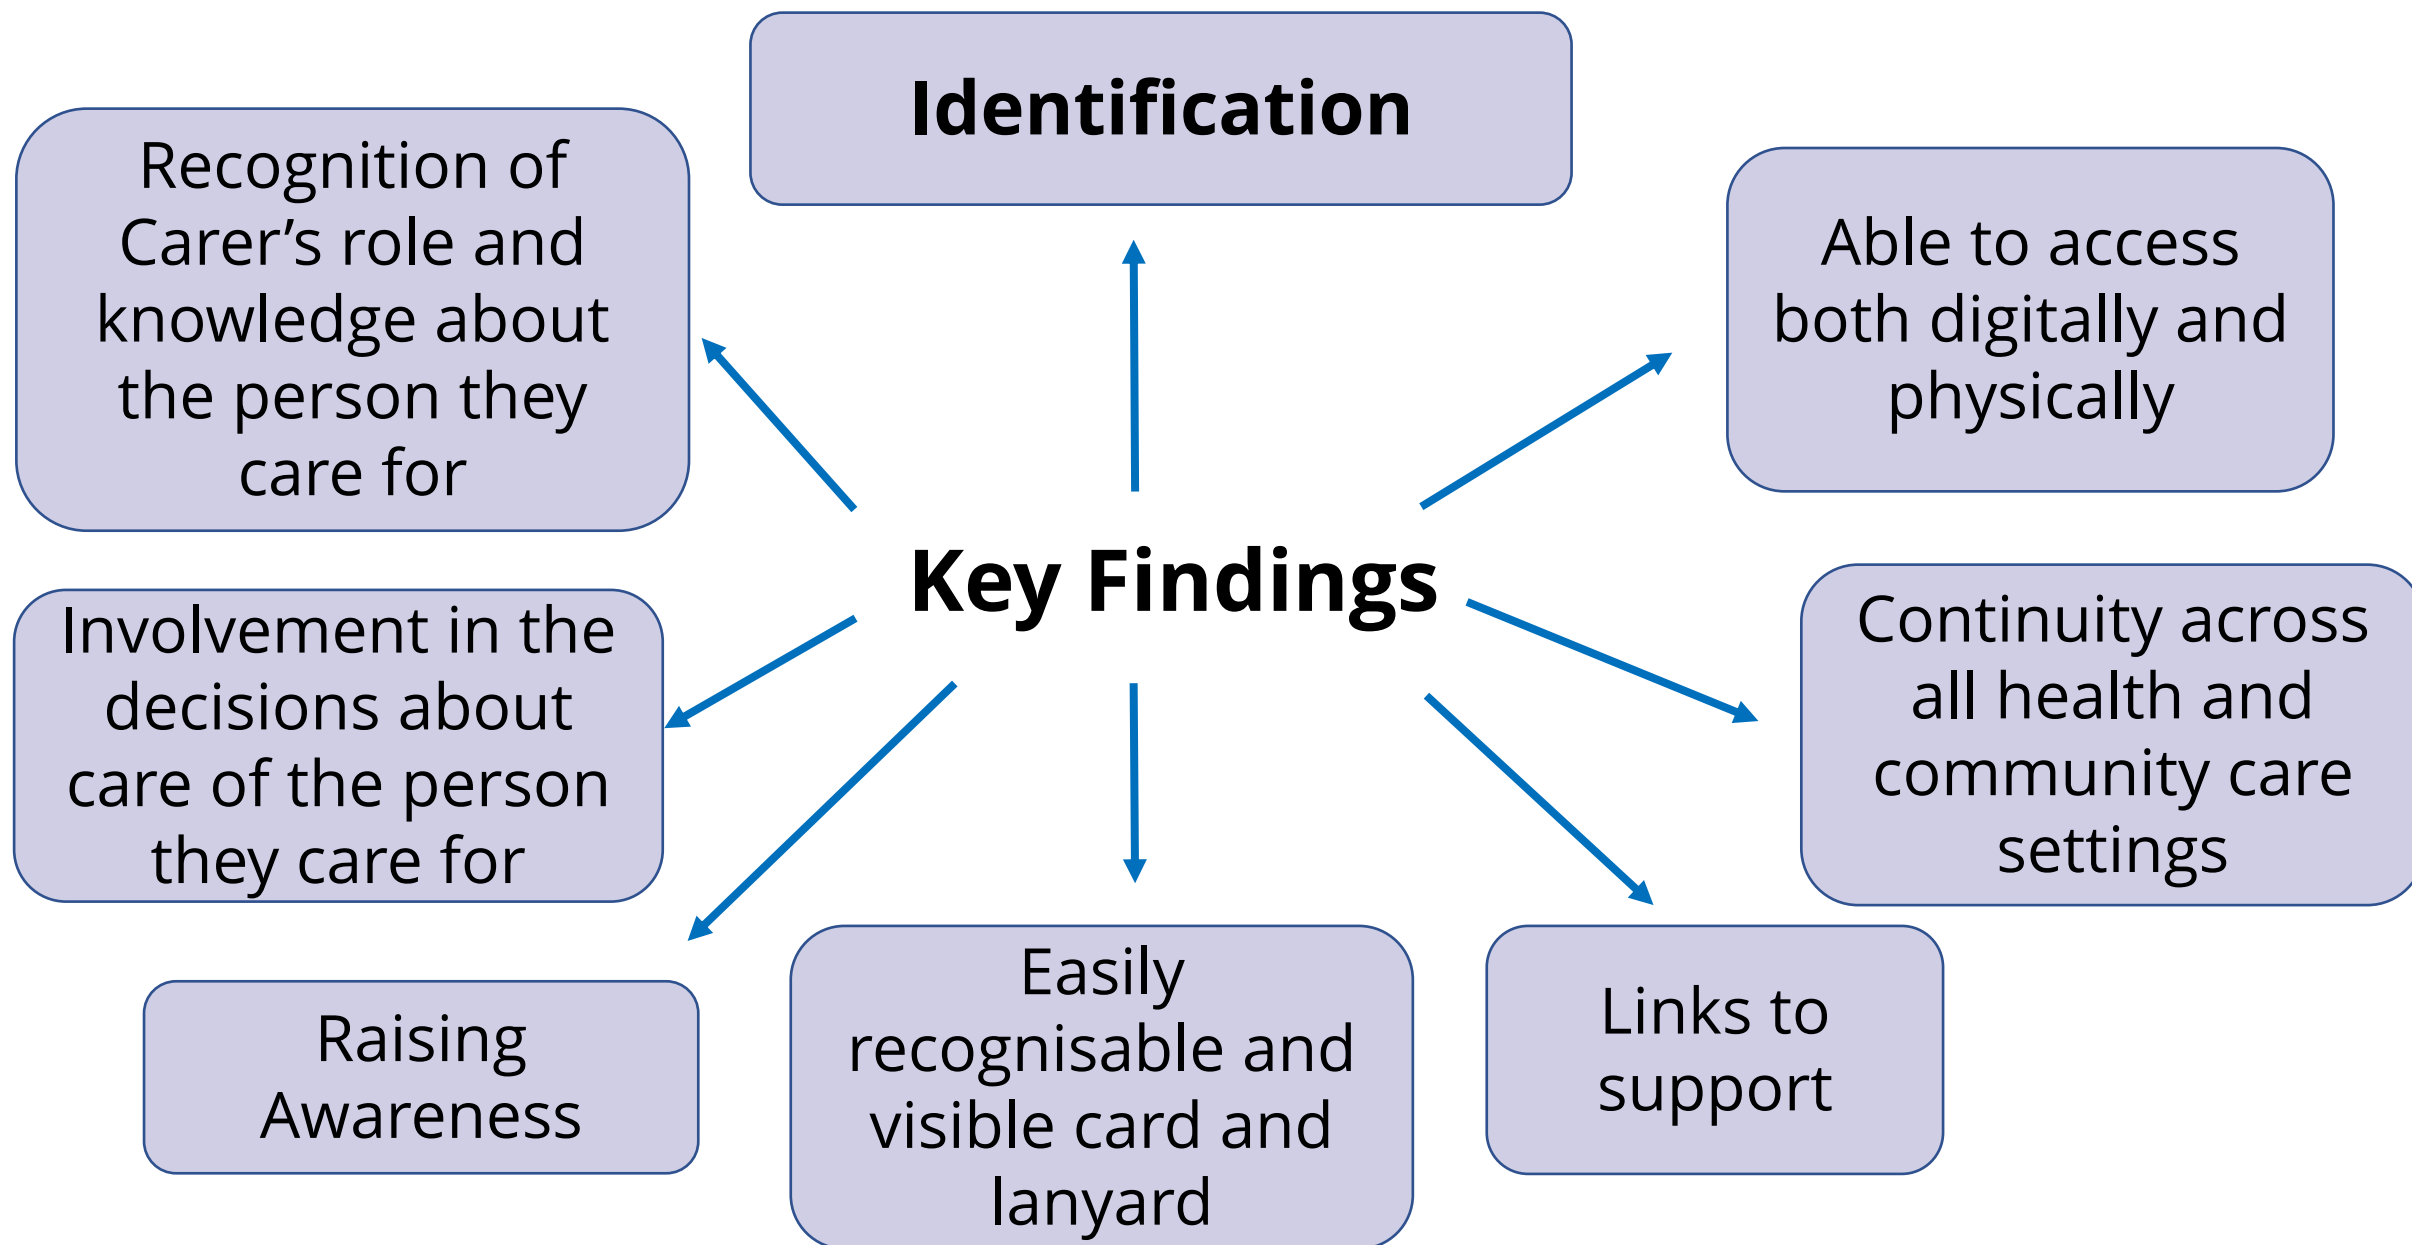 Identification
Recognition of
Carer’s role and
knowledge about
the person they
care for
Able to access
both digitally and
physically
Key Findings
Involvement in the
decisions about
care of the person
they care for
Continuity across
all health and
community care
settings
Raising
Awareness
Easily
recognisable and
visible card and
lanyard
Links to
support